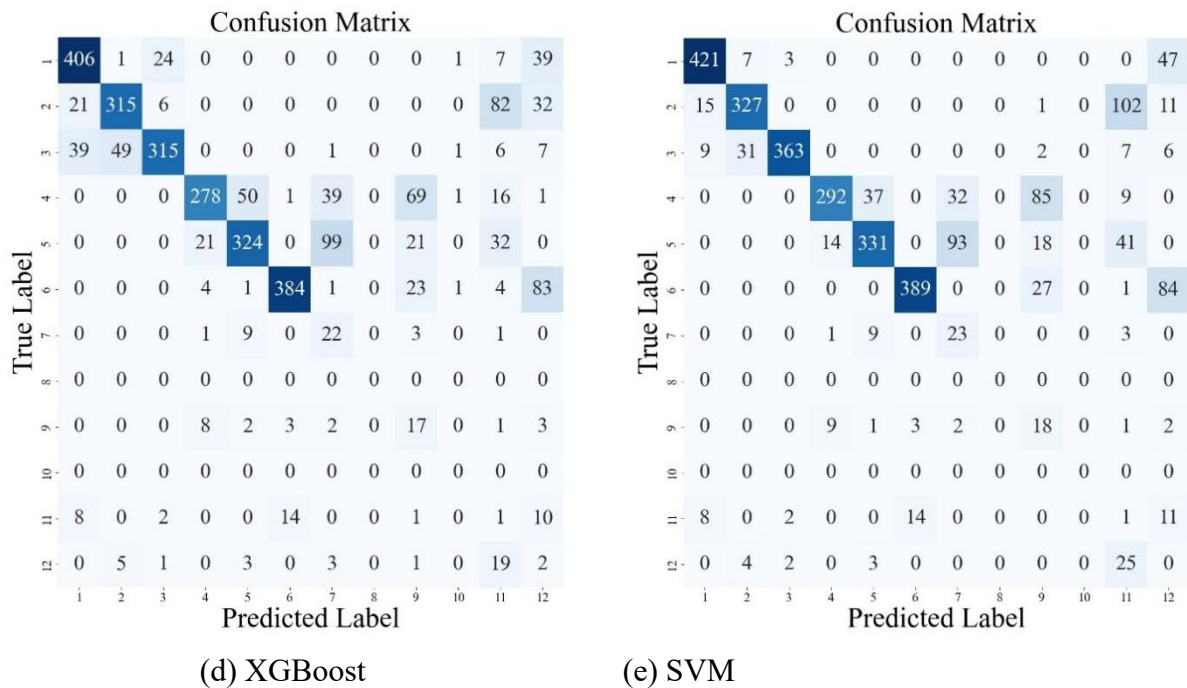 Confusion Matrix Confusion Matrix
1 406 1 24 0 0 0 0 0 0 1 7 39 1 421 7 3 0 0 0 0 0 0 0 0 47
2 21 315 6 0 0 0 0 0 0 0 82 32 2 15 327 0 0 0 0 0 0 1 0 102 11
3 39 49 315 0 0 0 1 0 0 1 6 7 3 9 31 363 0 0 0 0 0 2 0 7 6
4 0 0 0 278 50 1 39 0 69 1 16 1 4 0 0 0 292 37 0 32 0 85 0 9 0
5 0 0 0 21 324 0 99 0 21 0 32 0 5 0 0 0 14 331 0 93 0 18 0 41 0
6 0 0 0 4 1 384 1 0 23 1 4 83 6 0 0 0 0 0 389 0 0 27 0 1 84
7 0 0 0 1 9 0 22 0 3 0 1 0 7 0 0 0 1 9 0 23 0 0 0 3 0
8 0 0 0 0 0 0 0 0 0 0 0 0 8 0 0 0 0 0 0 0 0 0 0 0 0
9 0 0 0 8 2 3 2 0 17 0 1 3 9 0 0 0 9 1 3 2 0 18 0 1 2
10 0 0 0 0 0 0 0 0 0 0 0 0 10 0 0 0 0 0 0 0 0 0 0 0 0
11 8 0 2 0 0 14 0 0 1 0 1 10 11 8 0 2 0 0 14 0 0 0 0 1 11
12 0 5 1 0 3 0 3 0 1 0 19 2 12 0 4 2 0 3 0 0 0 0 0 25 0
1 2 3 4 5 6 7 8 9 10 11 12 1 2 3 4 5 6 7 8 9 10 11 12
True Label True Label
Predicted Label Predicted Label
(d) XGBoost (e) SVM